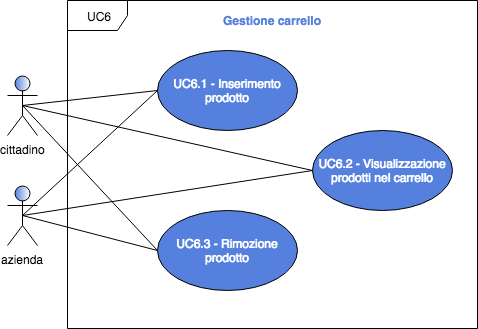 UC6
Gestione carrello
UC6.1 - Inserimento
prodotto
cittadino
UC6.2 - Visualizzazione
prodotti nel carrello
azienda
UC6.3 - Rimozione
prodotto